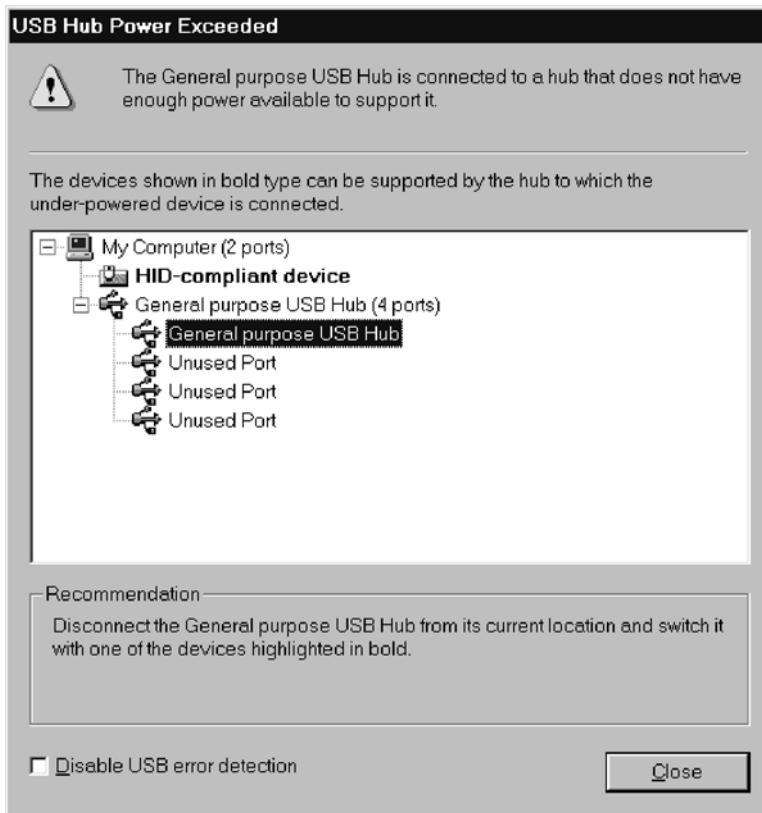 USB Hub Power Exceeded
The General purpose USB Hub is connected to a hub that does not have
enough power available to support it.
The devices shown in bold type can be supported by the hub to which the
under-powered device is connected.
My Computer (2 ports)
HID-compliant device
General purpose USB Hub (4 ports)
General purpose USB Hub
Unused Port
Unused Port
Unused Port
Recommendation
Disconnect the General purpose USB Hub from its current location and switch it
with one of the devices highlighted in bold.
Disable USB error detection
Close